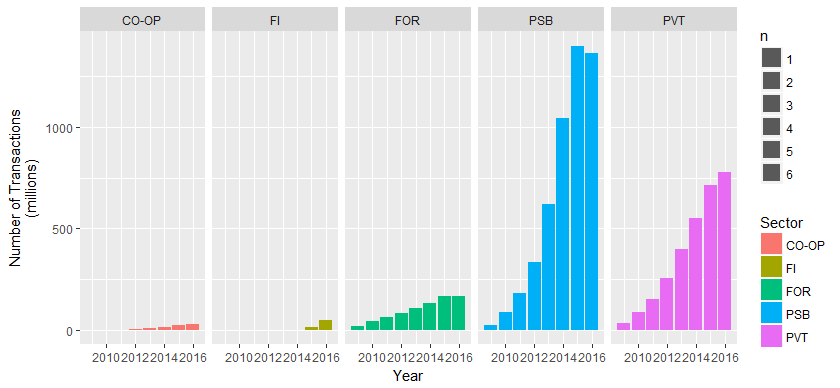 CO-OP FI FOR PSB PVT
Number of Transactions
(millions)
1000
500
0
2010 2012 2014 2016 2010 2012 2014 2016 2010 2012 2014 2016 2010 2012 2014 2016 2010 2012 2014 2016
Year
n
1
2
3
4
5
6
Sector
CO-OP
FI
FOR
PSB
PVT